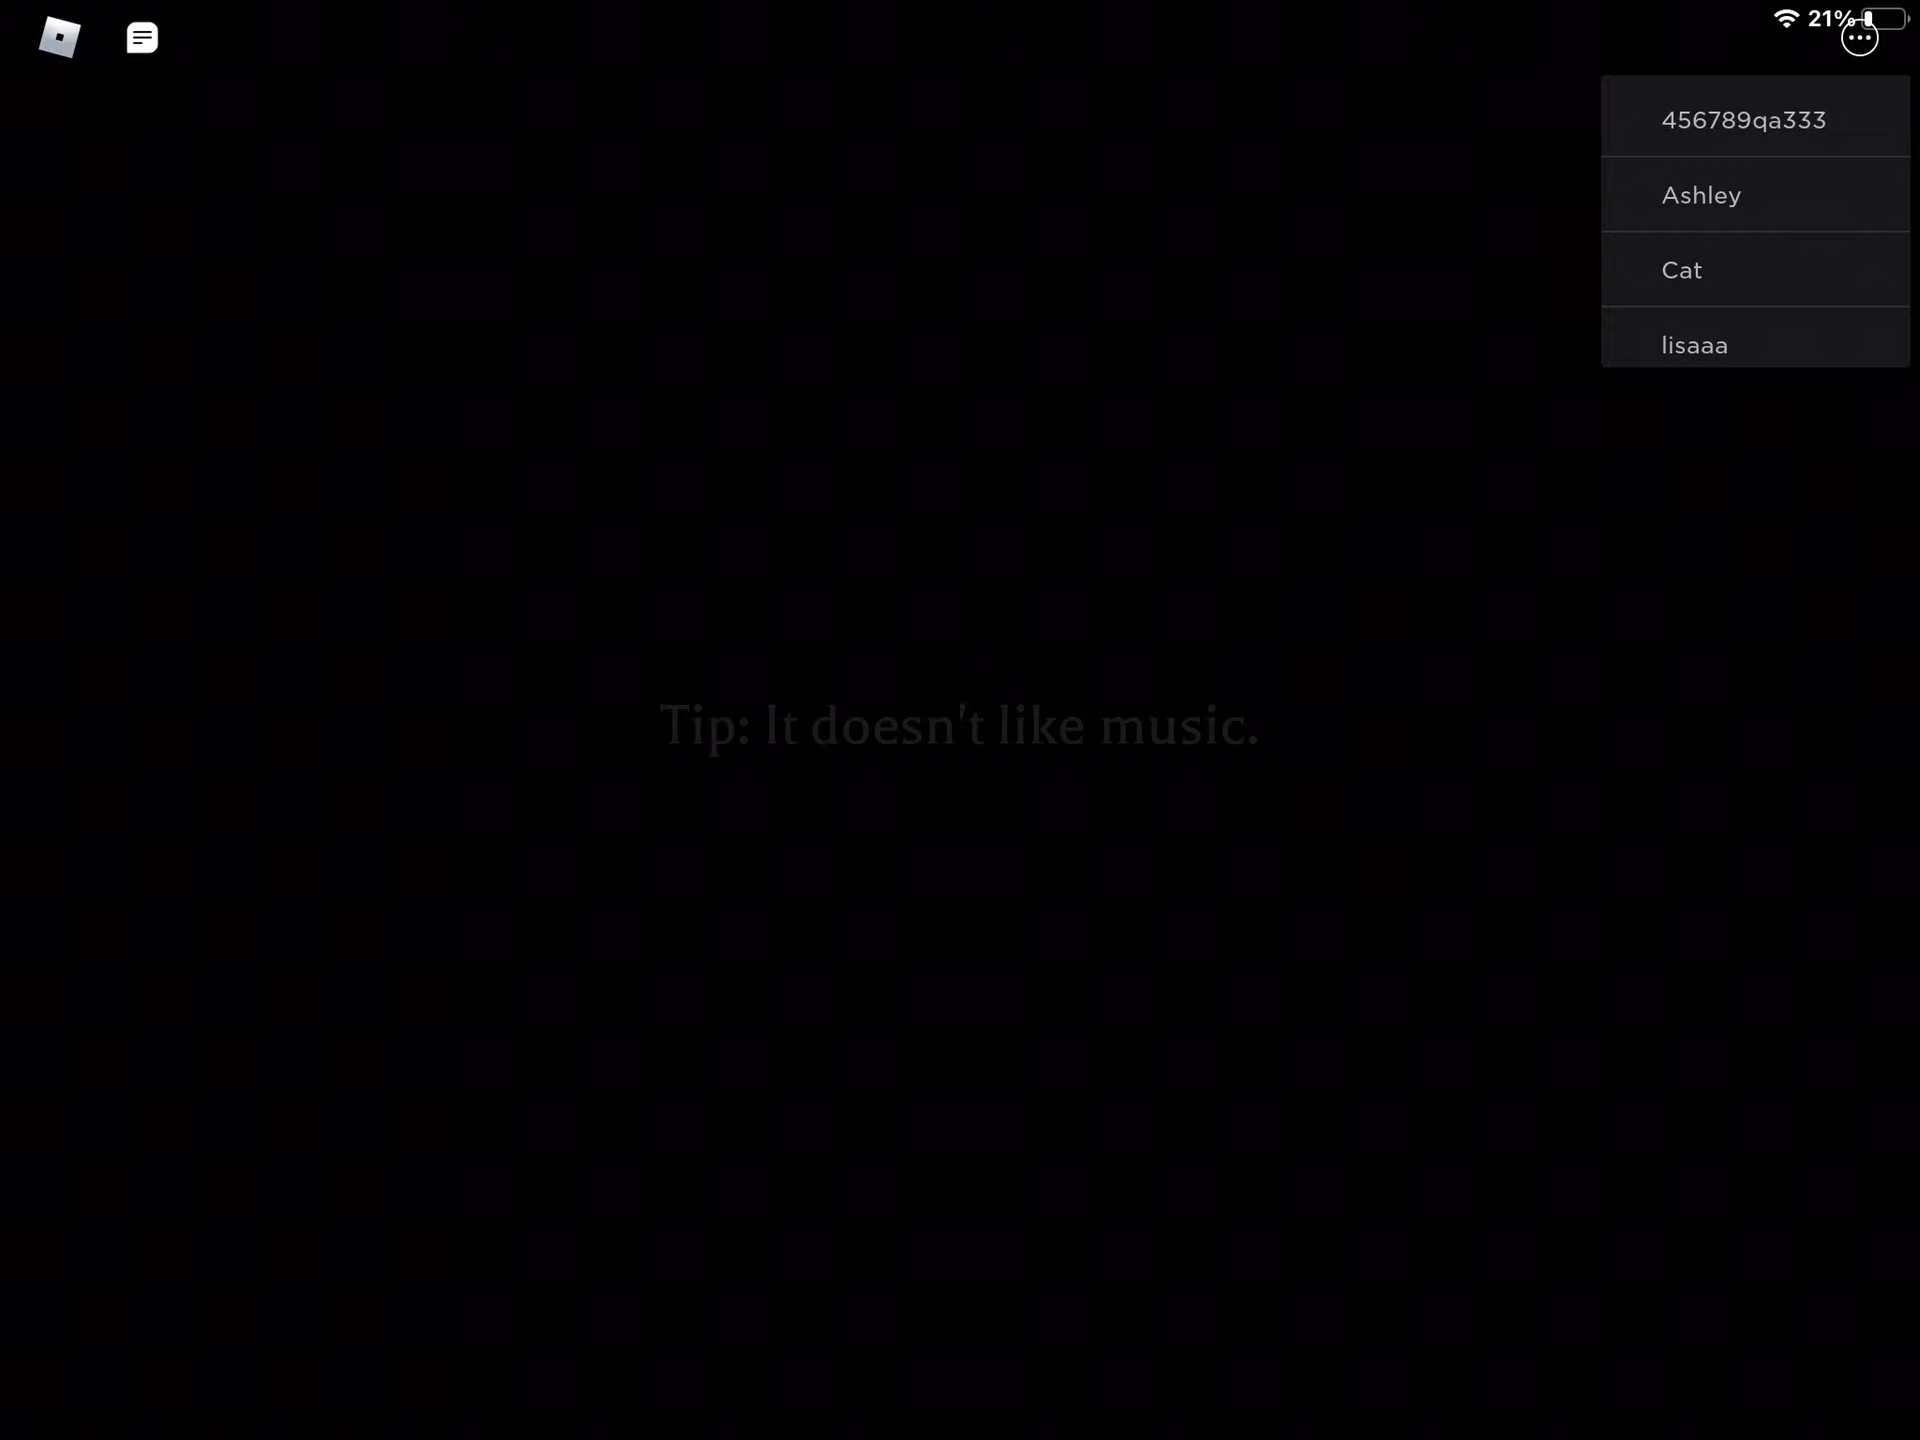 21%
456789qa333
Ashley
Cat
lisaaa
Tip: It doesn't like music.